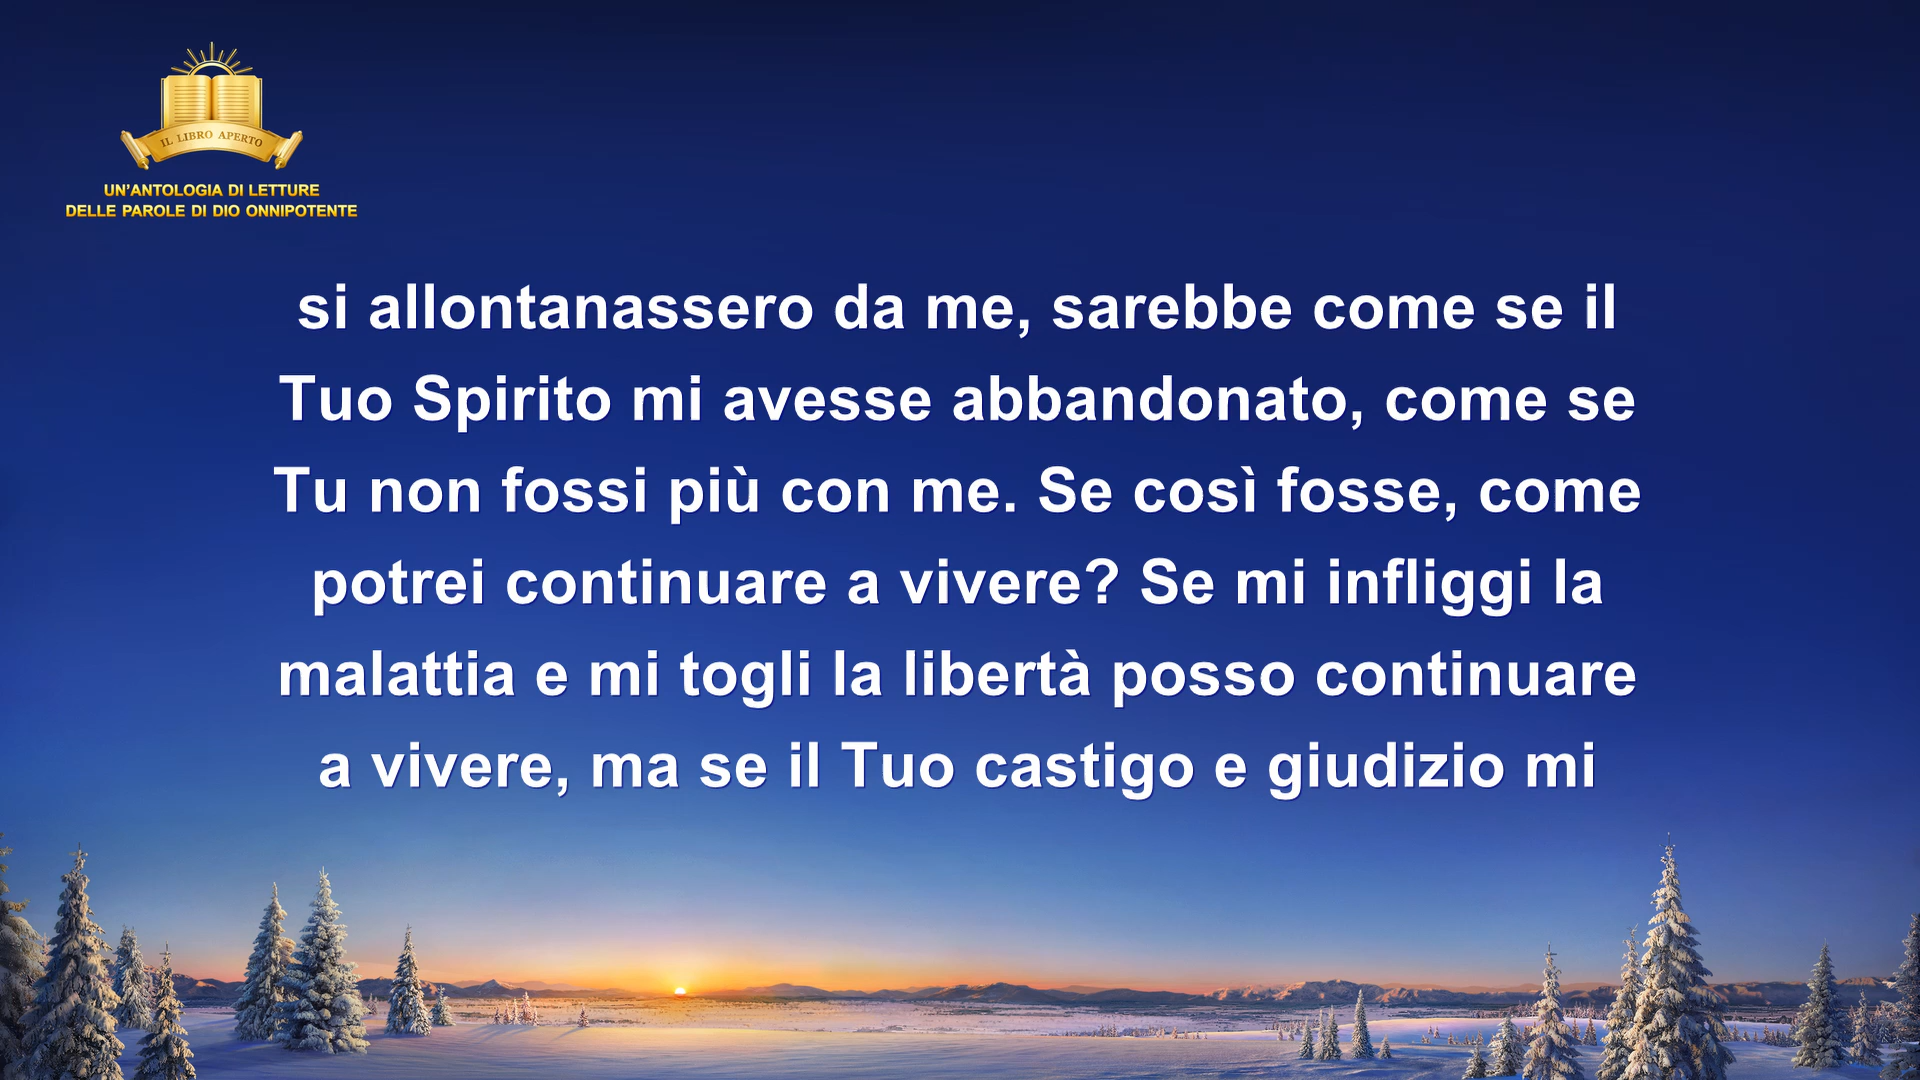 IL LIBRO APERTO
UN'ANTOLOGIA DI LETTURE
DELLE PAROLE DI DIO ONNIPOTENTE
si allontanassero da me, sarebbe come se il
Tuo Spirito mi avesse abbandonato, come se
Tu non fossi più con me. Se così fosse, come
potrei continuare a vivere? Se mi infliggi la
malattia e mi togli la libertà posso continuare
a vivere, ma se il Tuo castigo e giudizio mi